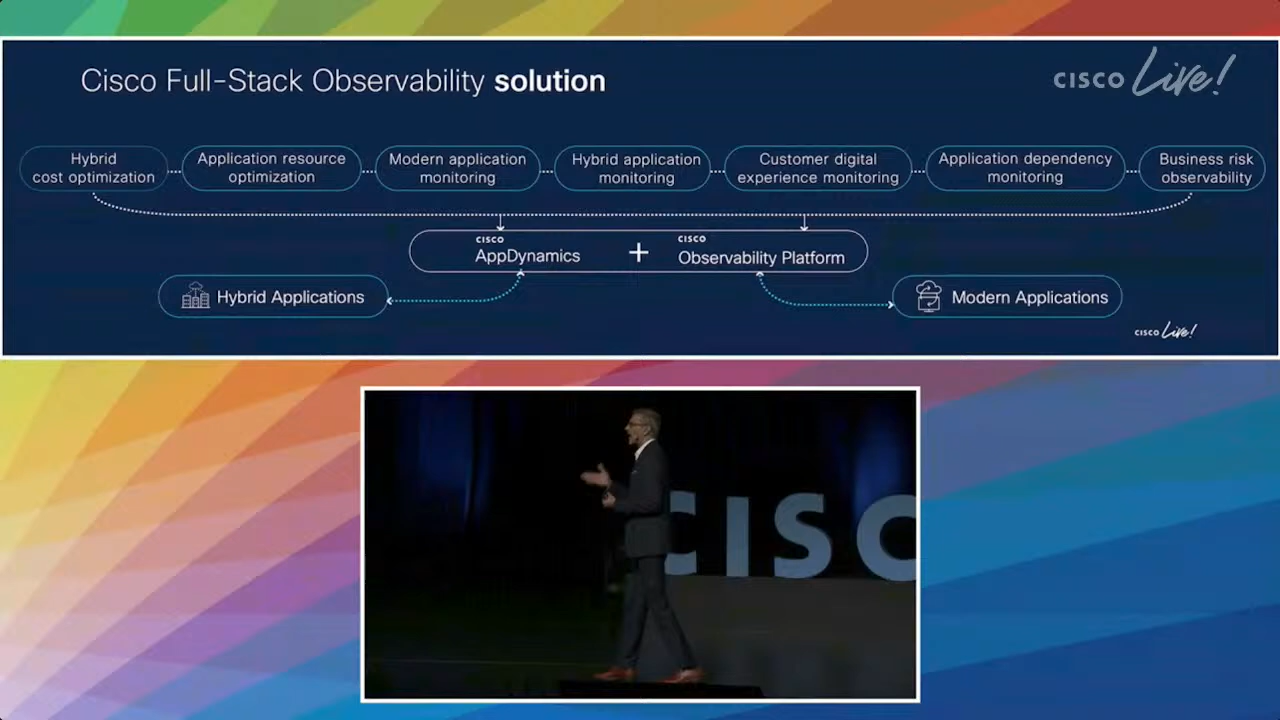 Cisco Full-Stack Observability solution
CISCO Live!
Hybrid
cost optimization
Application resource
optimization
Modern application
monitoring
Hybrid application
monitoring
Customer digital
experience monitoring
Application dependency
monitoring
Business risk
observability
CISCO
AppDynamics
+
CISCO
Observability Platform
Hybrid Applications
Modern Applications
CISCO Live!
CISCO